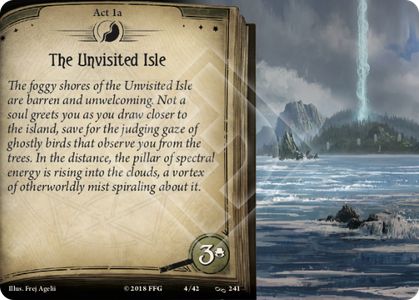 Act 1a
The Unvisited Isle
The foggy shores of the Unvisited Isle
are barren and unwelcoming. Not a
soul greets you as you draw closer to
the island, save for the judging gaze of
ghostly birds that observe you from the
trees. In the distance, the pillar of spectral
energy is rising into the clouds, a vortex
of otherworldly mist spiraling about it.
3
Illus. Frej Agelii © 2018 FFG 4/42 241